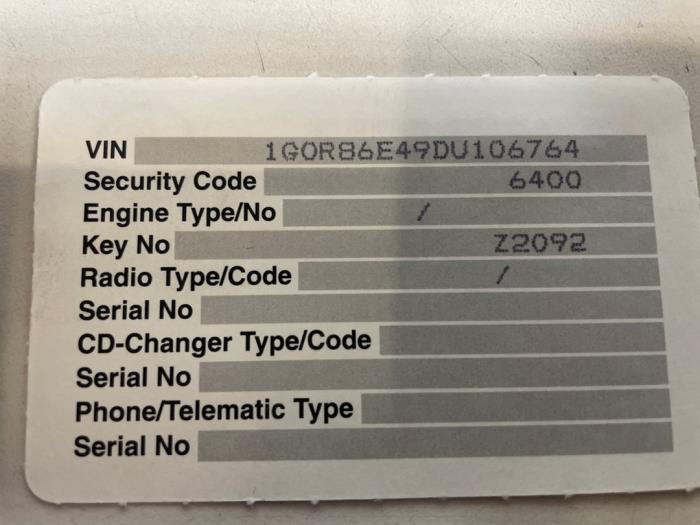 VIN 1G0R86E49DU106764
Security Code 6400
Engine Type/No /
Key No Z2092
Radio Type/Code /
Serial No
CD-Changer Type/Code
Serial No
Phone/Telematic Type
Serial No